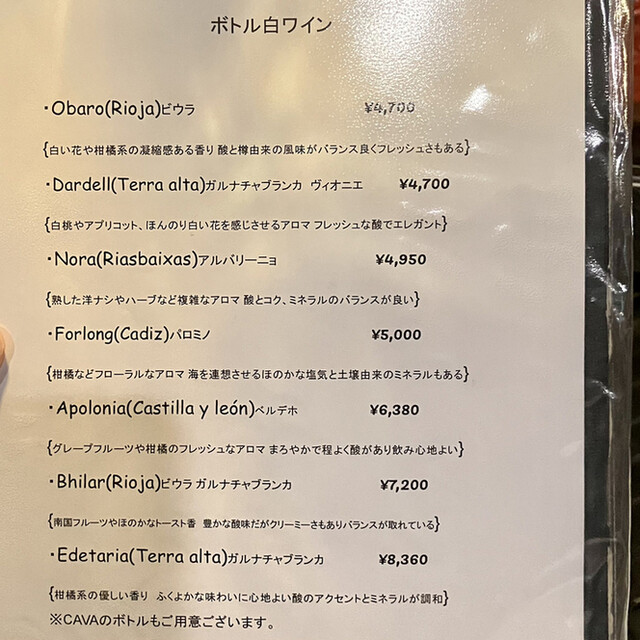 ボトル白ワイン
・Obaro(Rioja)ビウラ ¥4,700
{白い花や柑橘系の凝縮感ある香り 酸と樽由来の風味がバランス良くフレッシュさもある}
・Dardell(Terra alta)ガルナチャブランカ ヴィオニエ ¥4,700
{白桃やアプリコット、ほんのり白い花を感じさせるアロマ フレッシュな酸でエレガント}
・Nora(Riasbaixas)アルバリーニョ ¥4,950
{熟した洋ナシやハーブなど複雑なアロマ 酸とコク、ミネラルのバランスが良い}
・Forlong(Cadiz)パロミノ ¥5,000
{柑橘などフローラルなアロマ 海を連想させるほのかな塩気と土壌由来のミネラルもある}
・Apolonia(Castilla y león)ベルデホ ¥6,380
{グレープフルーツや柑橘のフレッシュなアロマ まろやかで程よく酸があり飲み心地よい}
・Bhilar(Rioja)ビウラ ガルナチャブランカ ¥7,200
{南国フルーツやほのかなトースト香 豊かな酸味だがクリーミーさもありバランスが取れている}
・Edetaria(Terra alta)ガルナチャブランカ ¥8,360
{柑橘系の優しい香り ふくよかな味わいに心地よい酸のアクセントとミネラルが調和}
※CAVAのボトルもご用意ございます。